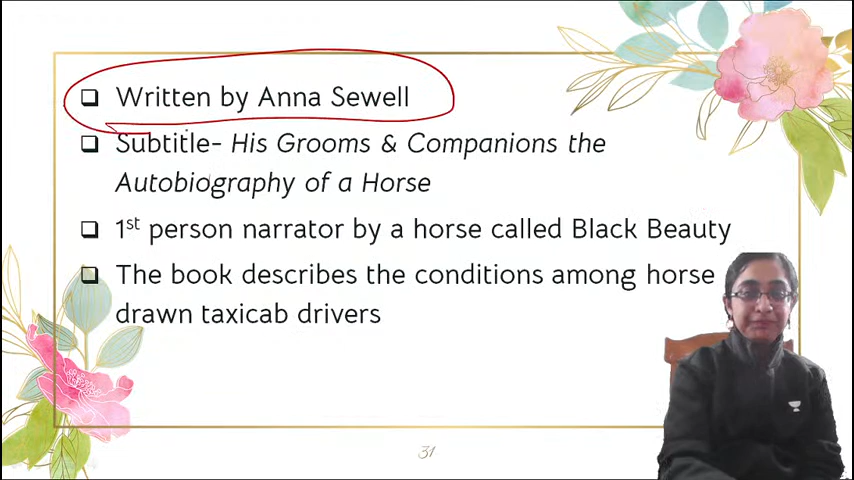 Written by Anna Sewell
Subtitle- His Grooms & Companions the
Autobiography of a Horse
1st person narrator by a horse called Black Beauty
The book describes the conditions among horse
drawn taxicab drivers
31